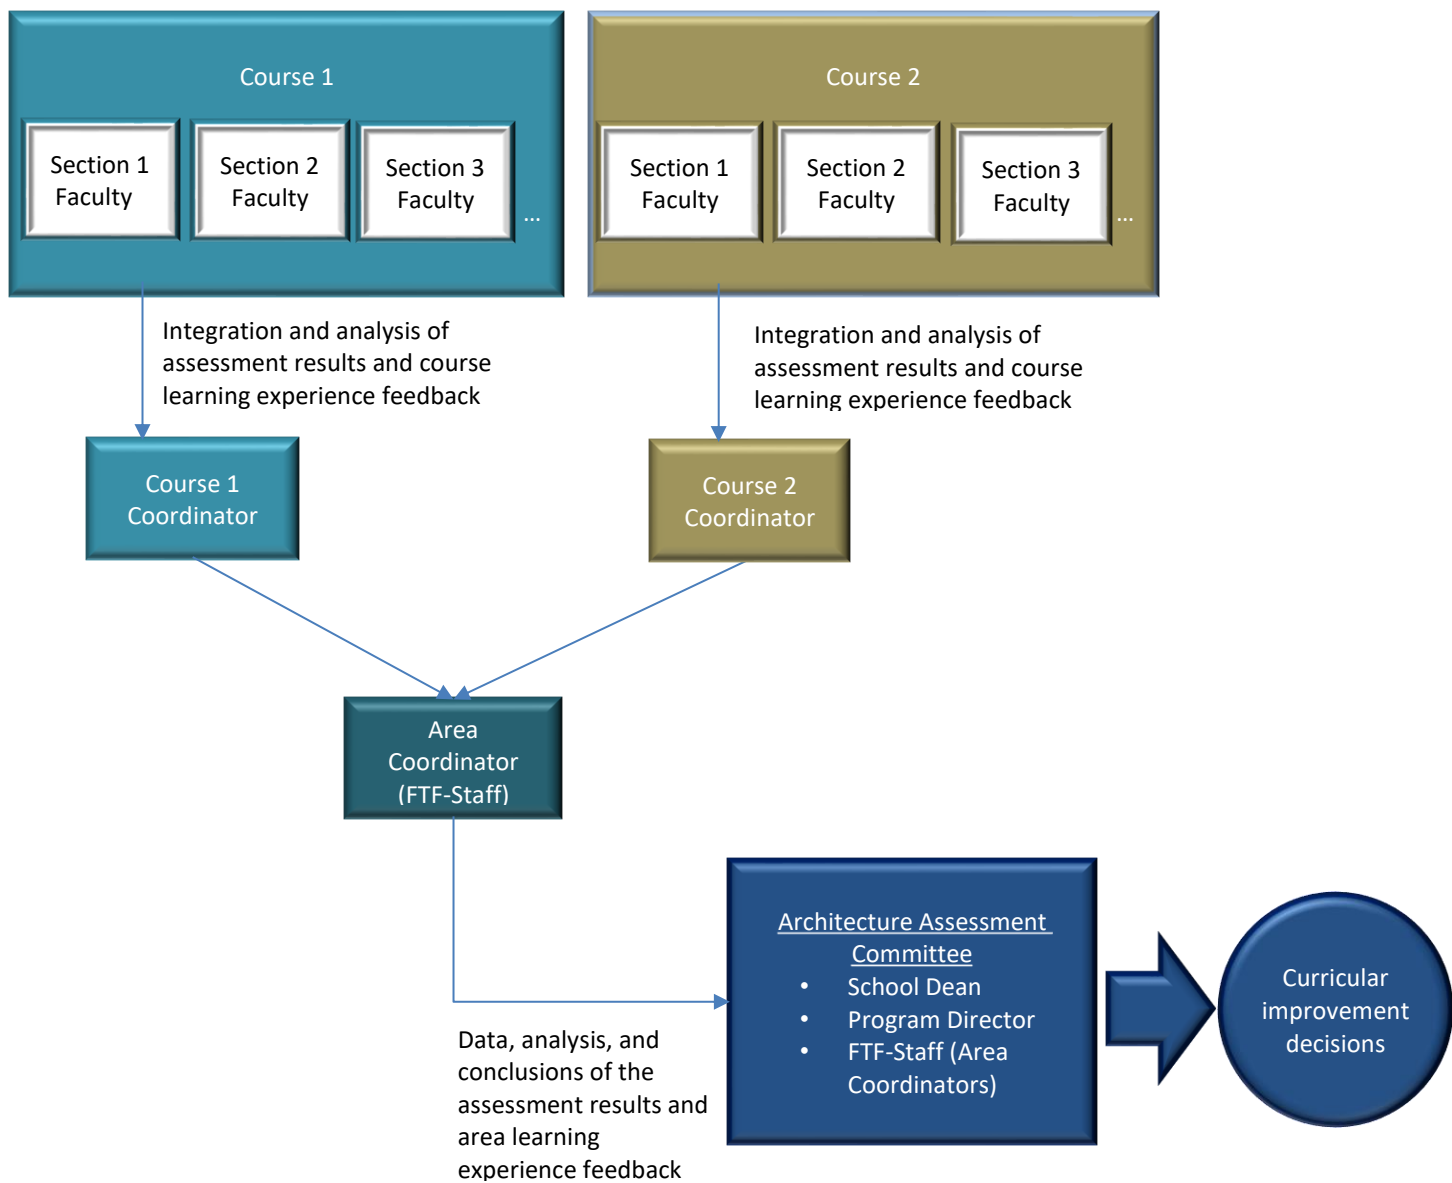 Course 1
Section 1
Faculty
Section 2
Faculty
Section 3
Faculty
...
Course 2
Section 1
Faculty
Section 2
Faculty
Section 3
Faculty
...
Integration and analysis of
assessment results and course
learning experience feedback
Integration and analysis of
assessment results and course
learning experience feedback
Course 1
Coordinator
Course 2
Coordinator
Area
Coordinator
(FTF-Staff)
Data, analysis, and
conclusions of the
assessment results and
area learning
experience feedback
Architecture Assessment
Committee
• School Dean
• Program Director
• FTF-Staff (Area
Coordinators)
Curricular
improvement
decisions